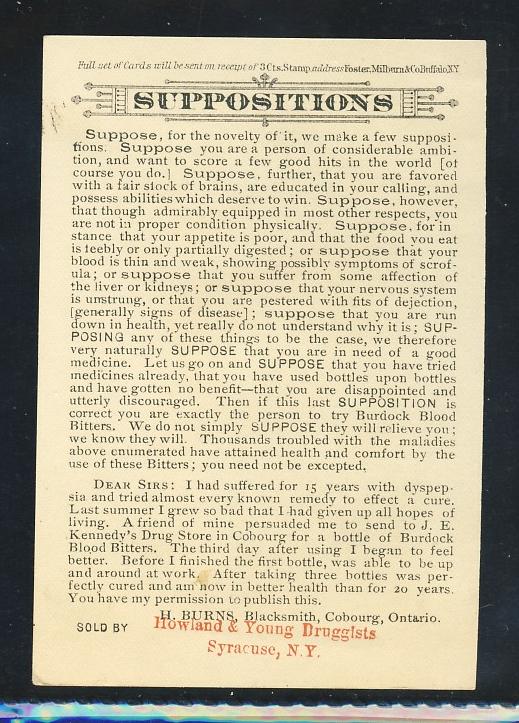 Full set of Cards will be sent on receipt of 3Cts. Stamp, address Foster, Milburn & Co Buffalo, N.Y
SUPPOSITIONS
Suppose, for the novelty of it, we make a few supposi-
tions. Suppose you are a person of considerable ambi-
tion, and want to score a few good hits in the world [of
course you do.] Suppose, further, that you are favored
with a fair stock of brains, are educated in your calling, and
possess abilities which deserve to win. Suppose, however,
that though admirably equipped in most other respects, you
are not in proper condition physically. Suppose, for in
stance that your appetite is poor, and that the food you eat
is feebly or only partially digested; or suppose that your
blood is thin and weak, showing possibly symptoms of scrof-
ula; or suppose that you suffer from some affection of
the liver or kidneys; or suppose that your nervous system
is unstrung, or that you are pestered with fits of dejection,
[generally signs of disease]; suppose that you are run
down in health, yet really do not understand why it is; SUP-
POSING any of these things to be the case, we therefore
very naturally SUPPOSE that you are in need of a good
medicine. Let us go on and SUPPOSE that you have tried
medicines already, that you have used bottles upon bottles
and have gotten no benefit—that you are disappointed and
utterly discouraged. Then if this last SUPPOSITION is
correct you are exactly the person to try Burdock Blood
Bitters. We do not simply SUPPOSE they will relieve you;
we know they will. Thousands troubled with the maladies
above enumerated have attained health and comfort by the
use of these Bitters; you need not be excepted.
DEAR SIRS: I had suffered for 15 years with dyspep-
sia and tried almost every known remedy to effect a cure.
Last summer I grew so bad that I had given up all hopes of
living. A friend of mine persuaded me to send to J. E.
Kennedy's Drug Store in Cobourg for a bottle of Burdock
Blood Bitters. The third day after using I began to feel
better. Before I finished the first bottle, was able to be up
and around at work. After taking three bottles was per-
fectly cured and am now in better health than for 20 years.
You have my permission to publish this.
H. BURNS, Blacksmith, Cobourg, Ontario.
SOLD BY Howland & Young Druggists
Syracuse, N.Y.